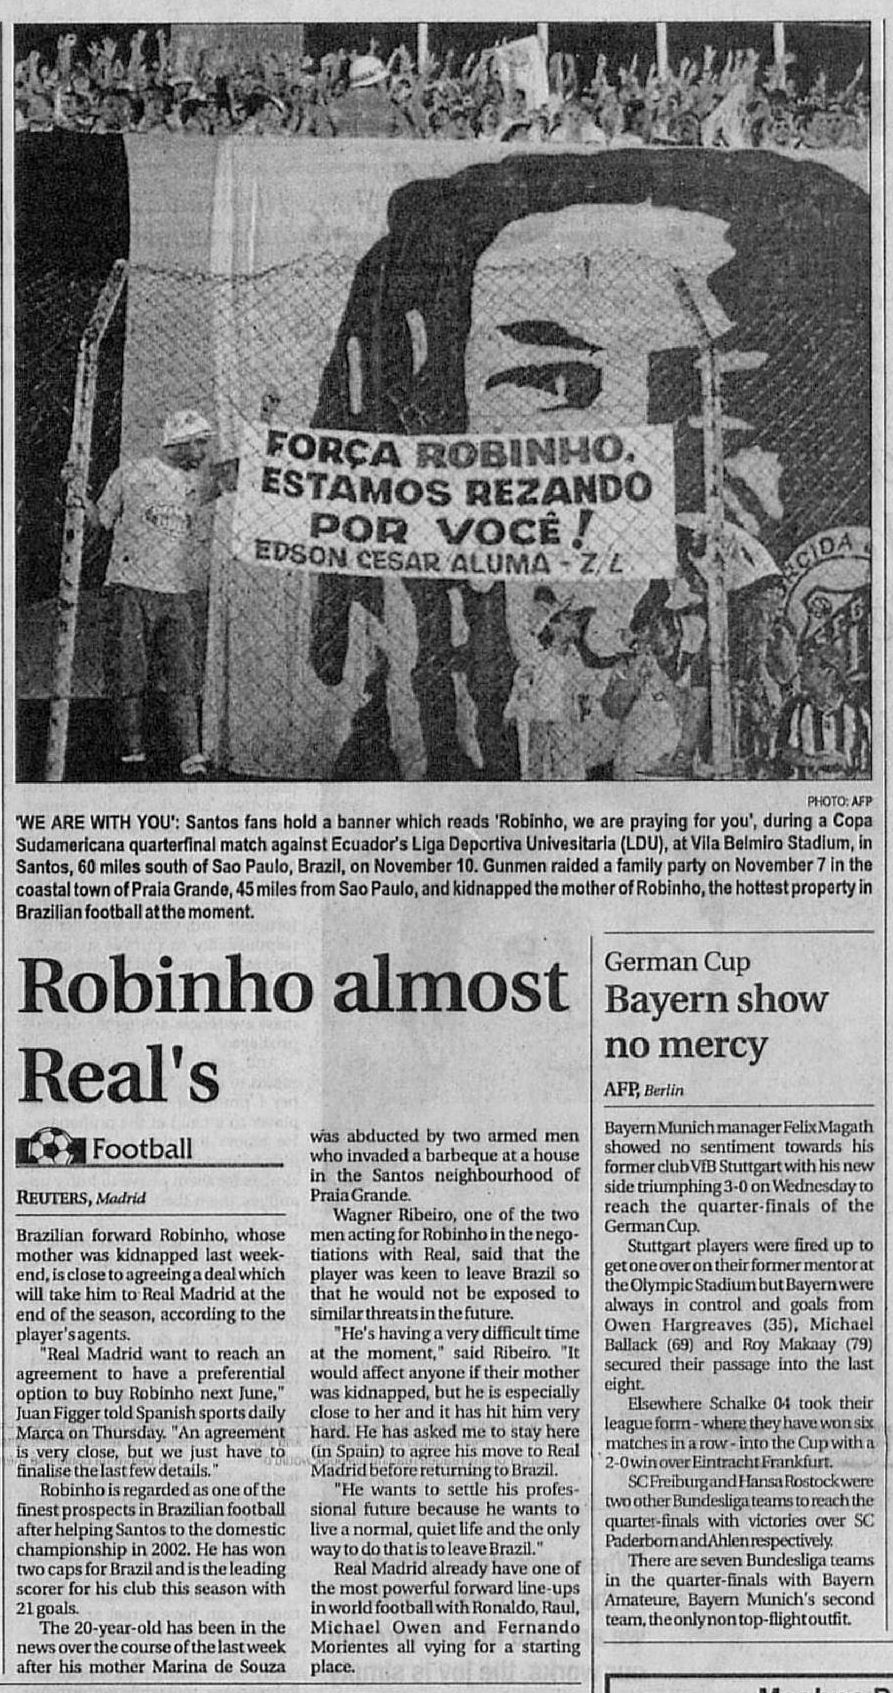 FORÇA ROBINHO.
ESTAMOS REZANDO
POR VOCÊ!
EDSON CESAR ALUMA - Z/L
RCIDA
PHOTO: AFP
'WE ARE WITH YOU': Santos fans hold a banner which reads 'Robinho, we are praying for you', during a Copa
Sudamericana quarterfinal match against Ecuador's Liga Deportiva Univesitaria (LDU), at Vila Belmiro Stadium, in
Santos, 60 miles south of Sao Paulo, Brazil, on November 10. Gunmen raided a family party on November 7 in the
coastal town of Praia Grande, 45 miles from Sao Paulo, and kidnapped the mother of Robinho, the hottest property in
Brazilian football at the moment.
Robinho almost
Real's
Football
REUTERS, Madrid
Brazilian forward Robinho, whose
mother was kidnapped last week-
end, is close to agreeing a deal which
will take him to Real Madrid at the
end of the season, according to the
player's agents.
"Real Madrid want to reach an
agreement to have a preferential
option to buy Robinho next June,"
Juan Figger told Spanish sports daily
Marca on Thursday. "An agreement
is very close, but we just have to
finalise the last few details."
Robinho is regarded as one of the
finest prospects in Brazilian football
after helping Santos to the domestic
championship in 2002. He has won
two caps for Brazil and is the leading
scorer for his club this season with
21 goals.
The 20-year-old has been in the
news over the course of the last week
after his mother Marina de Souza
was abducted by two armed men
who invaded a barbeque at a house
in the Santos neighbourhood of
Praia Grande.
Wagner Ribeiro, one of the two
men acting for Robinho in the nego-
tiations with Real, said that the
player was keen to leave Brazil so
that he would not be exposed to
similar threats in the future.
"He's having a very difficult time
at the moment," said Ribeiro. "It
would affect anyone if their mother
was kidnapped, but he is especially
close to her and it has hit him very
hard. He has asked me to stay here
(in Spain) to agree his move to Real
Madrid before returning to Brazil.
"He wants to settle his profes-
sional future because he wants to
live a normal, quiet life and the only
way to do that is to leave Brazil."
Real Madrid already have one of
the most powerful forward line-ups
in world football with Ronaldo, Raul,
Michael Owen and Fernando
Morientes all vying for a starting
place.
German Cup
Bayern show
no mercy
AFP, Berlin
Bayern Munich manager Felix Magath
showed no sentiment towards his
former club VfB Stuttgart with his new
side triumphing 3-0 on Wednesday to
reach the quarter-finals of the
German Cup.
Stuttgart players were fired up to
get one over on their former mentor at
the Olympic Stadium but Bayern were
always in control and goals from
Owen Hargreaves (35), Michael
Ballack (69) and Roy Makaay (79)
secured their passage into the last
eight.
Elsewhere Schalke 04 took their
league form - where they have won six
matches in a row - into the Cup with a
2-0 win over Eintracht Frankfurt.
SC Freiburg and Hansa Rostock were
two other Bundesliga teams to reach the
quarter-finals with victories over SC
Paderborn and Ahlen respectively.
There are seven Bundesliga teams
in the quarter-finals with Bayern
Amateure, Bayern Munich's second
team, the only non top-flight outfit.